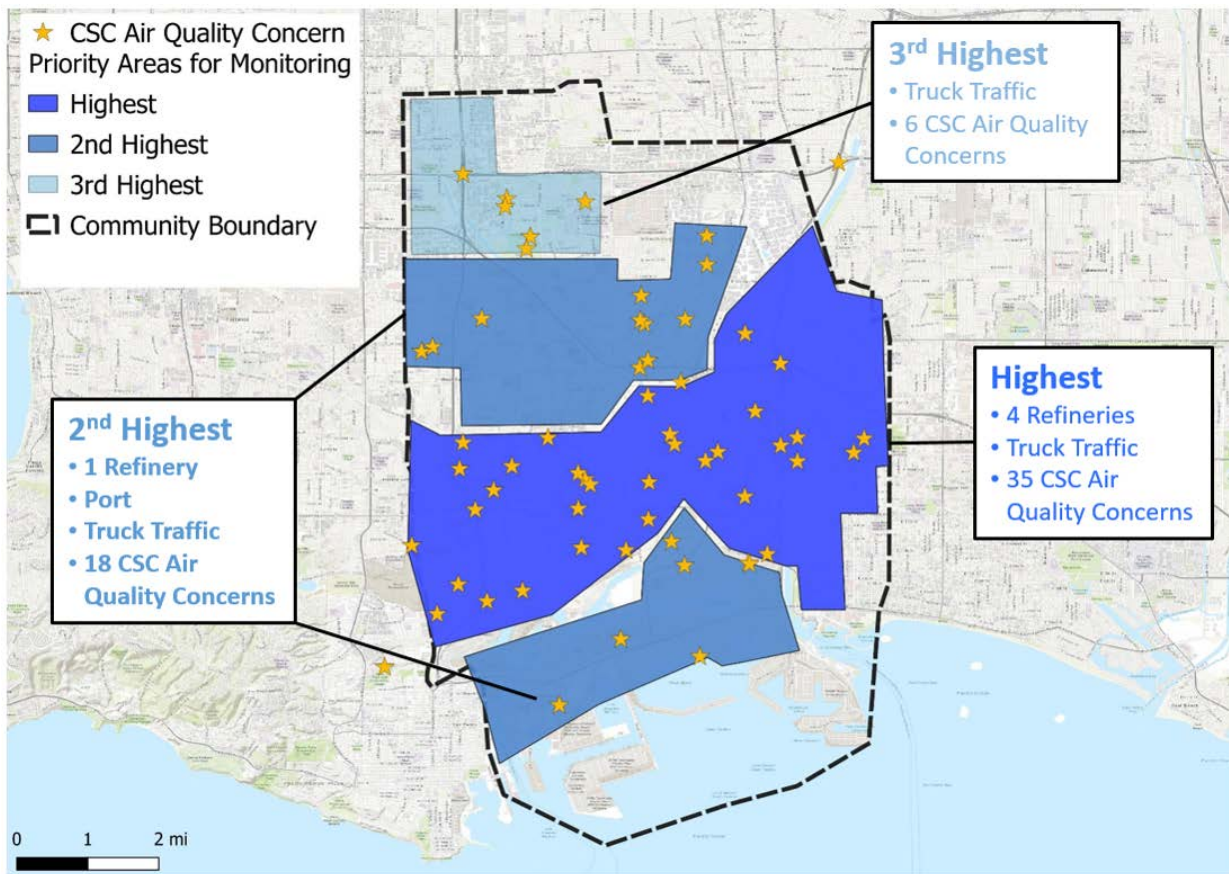 CSC Air Quality Concern
Priority Areas for Monitoring
Highest
2nd Highest
3rd Highest
Community Boundary
3rd Highest
• Truck Traffic
• 6 CSC Air Quality
Concerns
2nd Highest
• 1 Refinery
• Port
• Truck Traffic
• 18 CSC Air
Quality Concerns
Highest
• 4 Refineries
• Truck Traffic
• 35 CSC Air
Quality Concerns
0 1 2 mi